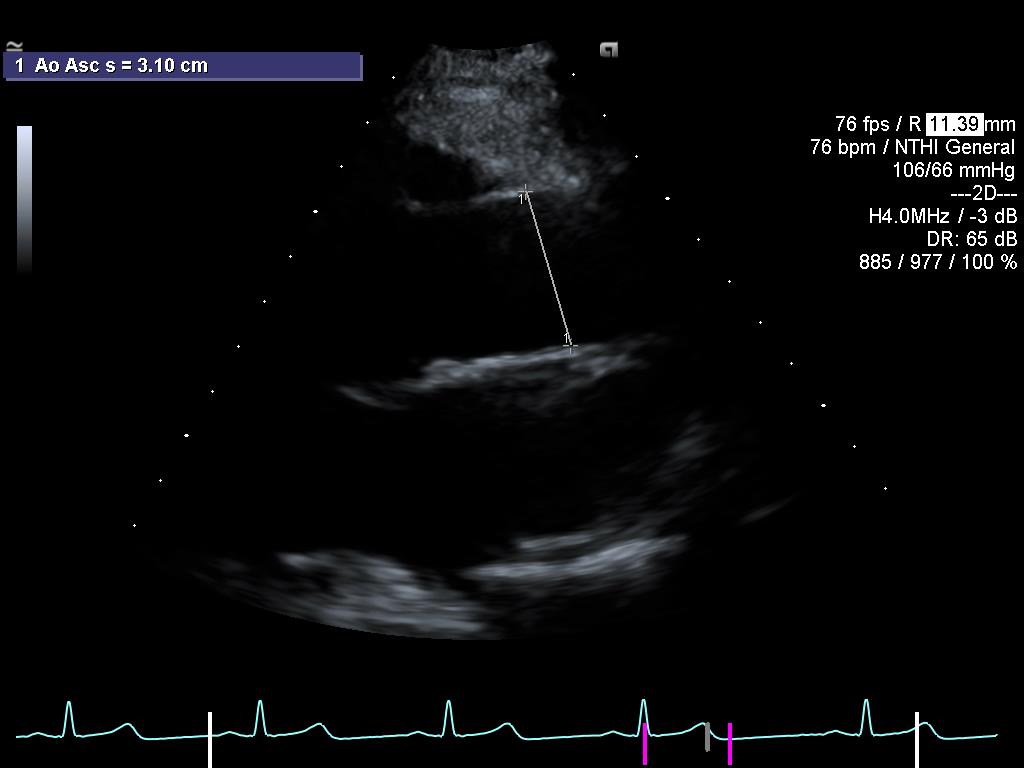 1 Ao Asc s = 3.10 cm
76 fps / R 11.39 mm
76 bpm / NTHI General
106/66 mmHg
---2D---
H4.0MHz / -3 dB
DR: 65 dB
885 / 977 / 100 %
1
1